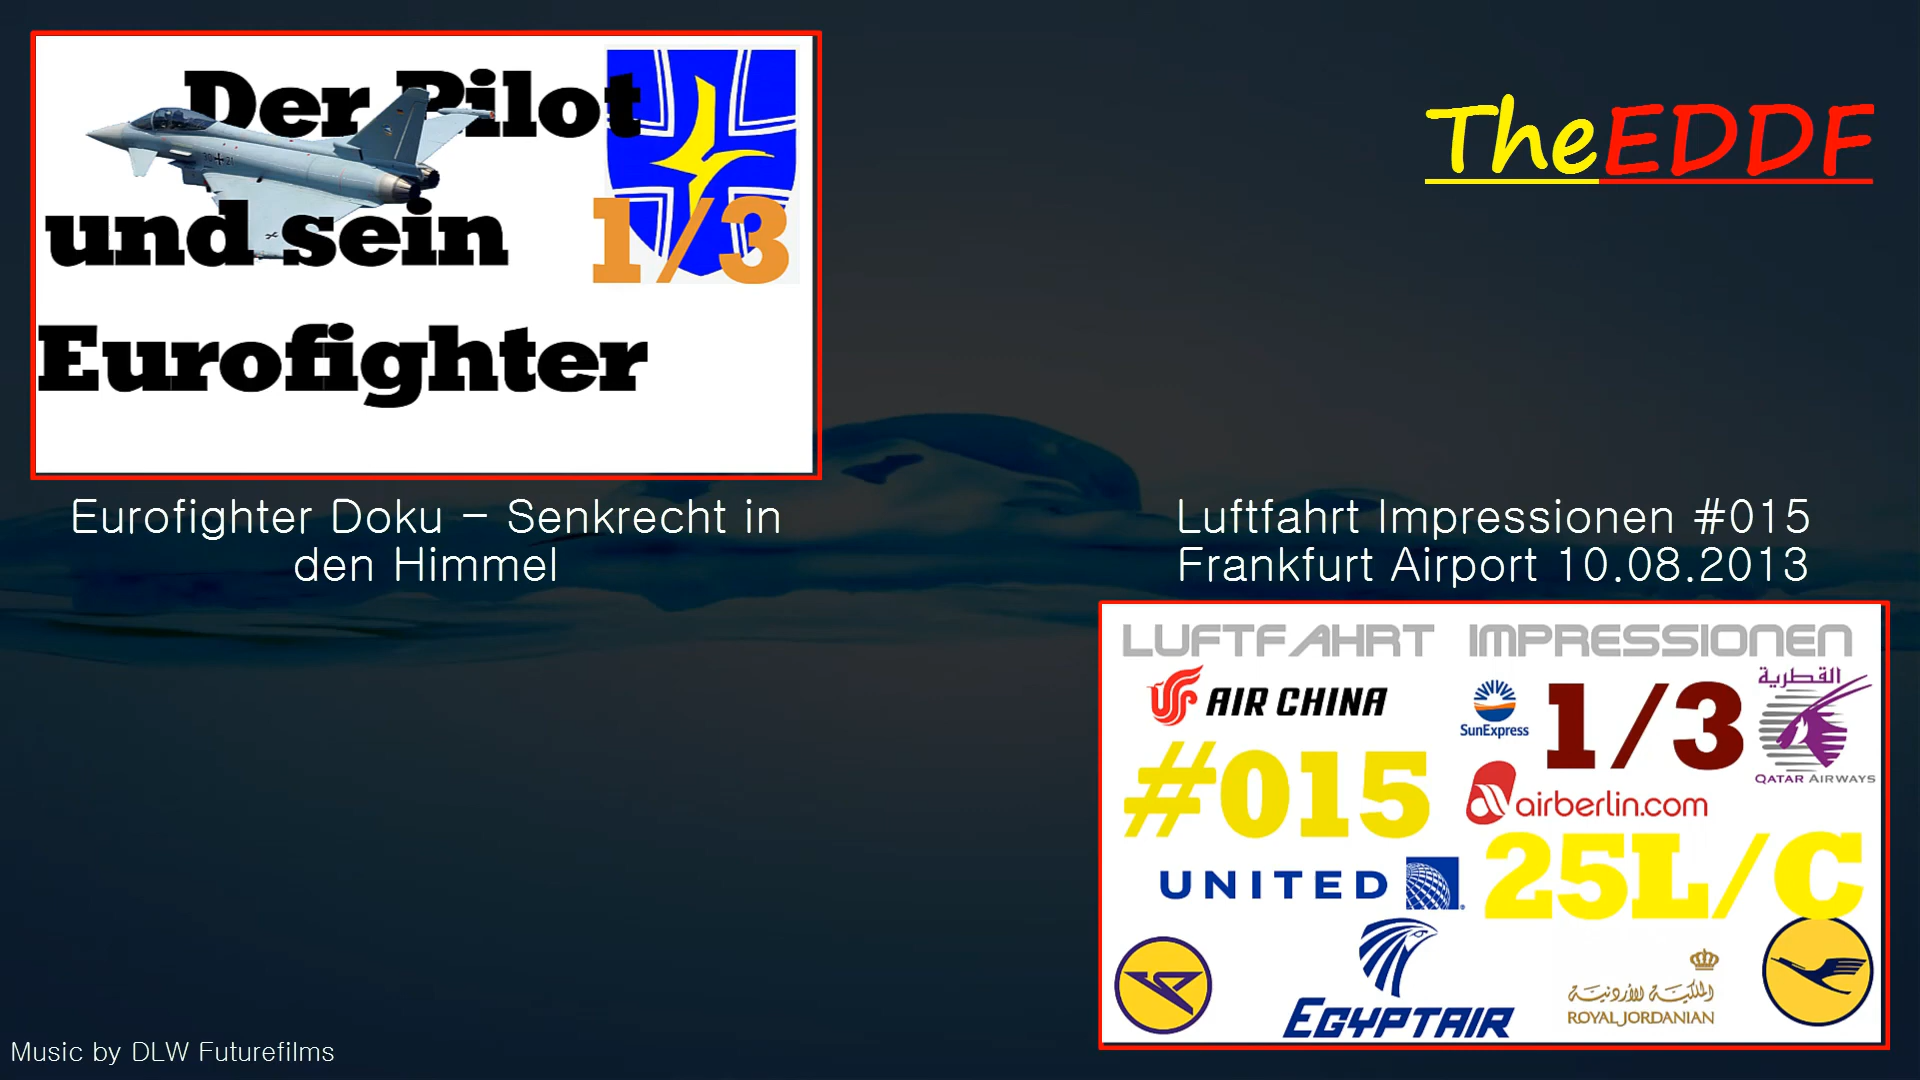 Der Pilot
und sein
1/3
Eurofighter
TheEDDF
Eurofighter Doku - Senkrecht in
den Himmel
Luftfahrt Impressionen #015
Frankfurt Airport 10.08.2013
LUFTFAHRT IMPRESSIONEN
AIR CHINA
SunExpress
1/3
القطرية
QATAR AIRWAYS
#015
airberlin.com
UNITED
25L/C
EGYPTAIR
الملكية الأردنية
ROYAL JORDANIAN
Music by DLW Futurefilms